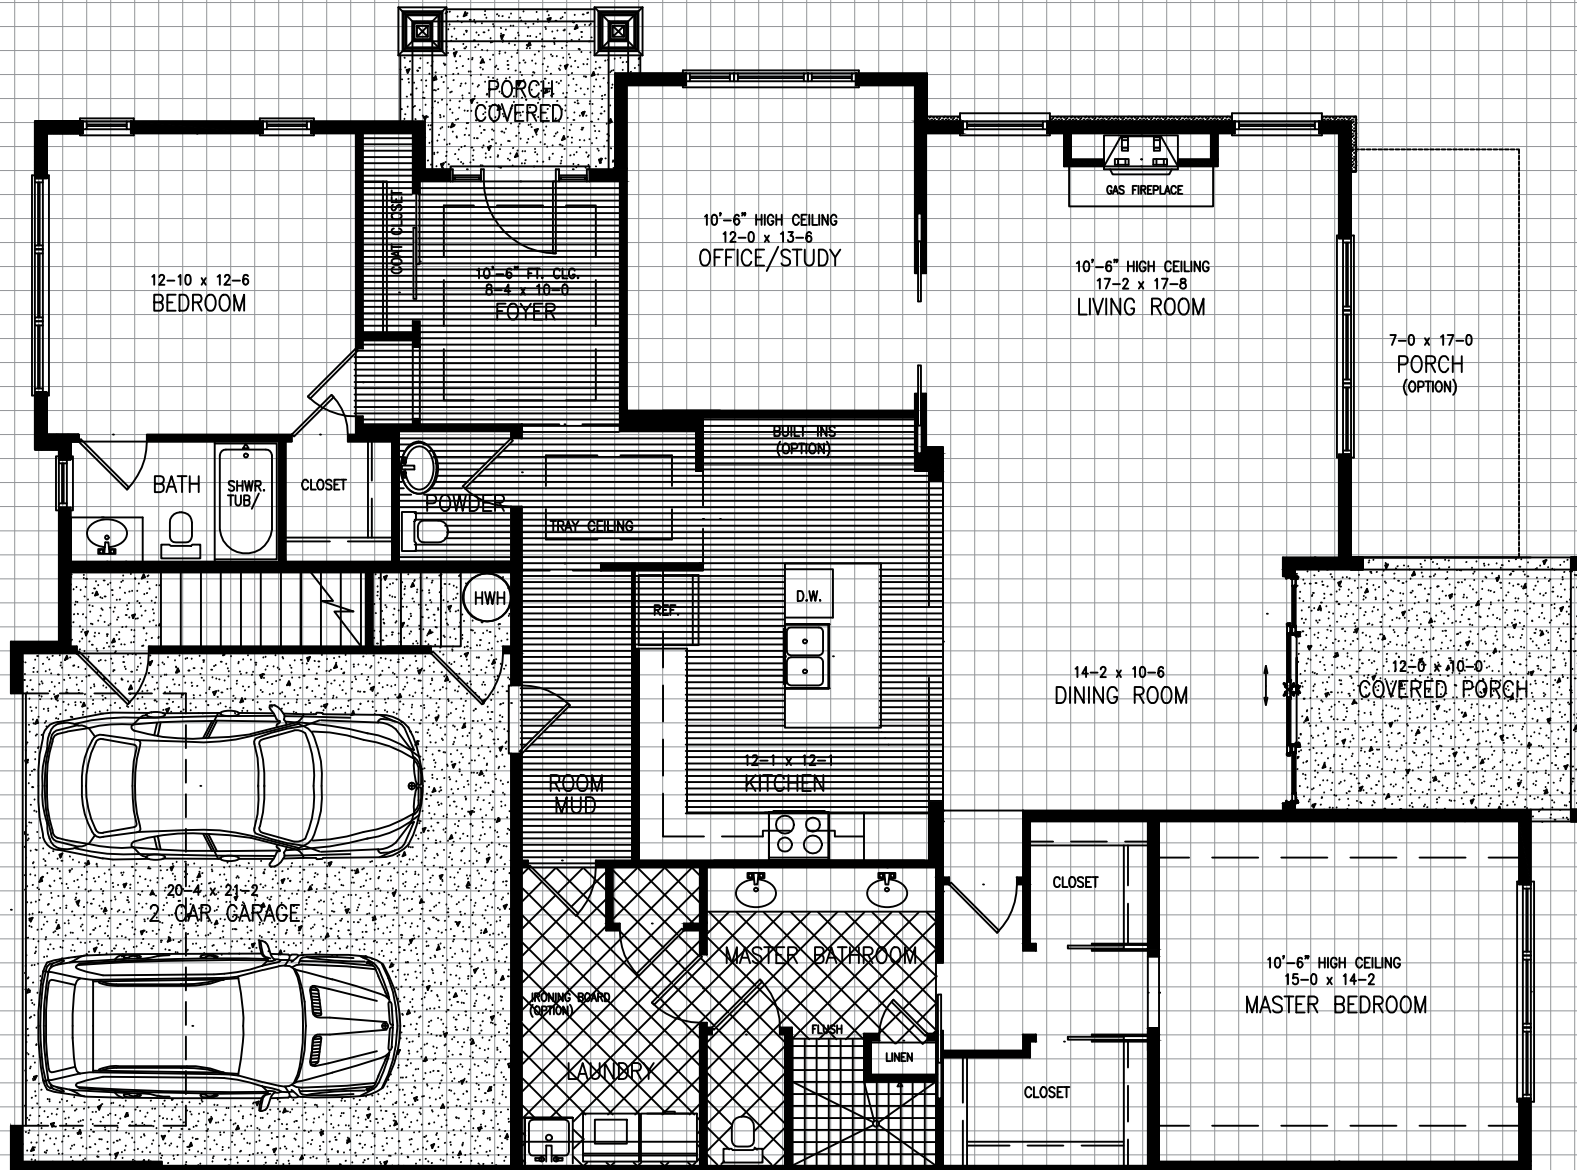 PORCH
COVERED
10'-6" HIGH CEILING
12-0 x 13-6
OFFICE/STUDY
GAS FIREPLACE
COAT CLOSET
12-10 x 12-6
BEDROOM
10'-6" FT. CLG.
8-4 x 10-0
FOYER
10'-6" HIGH CEILING
17-2 x 17-8
LIVING ROOM
7-0 x 17-0
PORCH
(OPTION)
BUILT INS
(OPTION)
BATH
SHWR.
TUB/
CLOSET
POWDER
TRAY CEILING
HWH
REF.
D.W.
14-2 x 10-6
DINING ROOM
12-0 x 10-0
COVERED PORCH
12-1 x 12-1
KITCHEN
ROOM
MUD
20-4 x 21-2
2 CAR GARAGE
CLOSET
MASTER BATHROOM
10'-6" HIGH CEILING
15-0 x 14-2
MASTER BEDROOM
IRONING BOARD
(OPTION)
FLUSH
LINEN
LAUNDRY
CLOSET